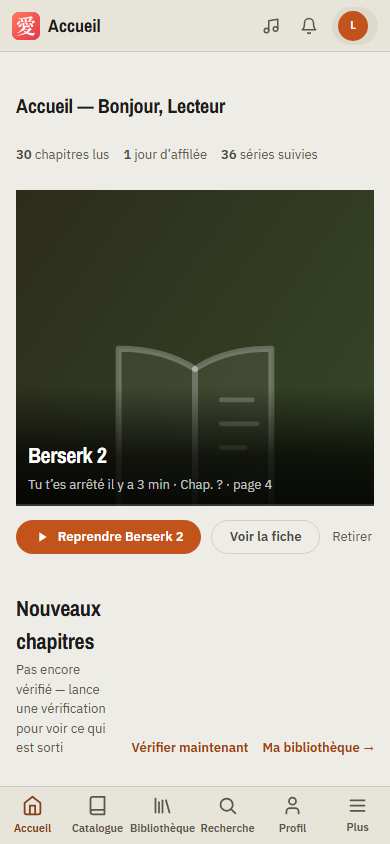 愛 Accueil L
Accueil — Bonjour, Lecteur
30 chapitres lus 1 jour d'affilée 36 séries suivies
Berserk 2
Tu t'es arrêté il y a 3 min · Chap. ? · page 4
Reprendre Berserk 2 Voir la fiche Retirer
Nouveaux
chapitres
Pas encore
vérifié — lance
une vérification
pour voir ce qui
est sorti
Vérifier maintenant Ma bibliothèque →
Accueil Catalogue Bibliothèque Recherche Profil Plus